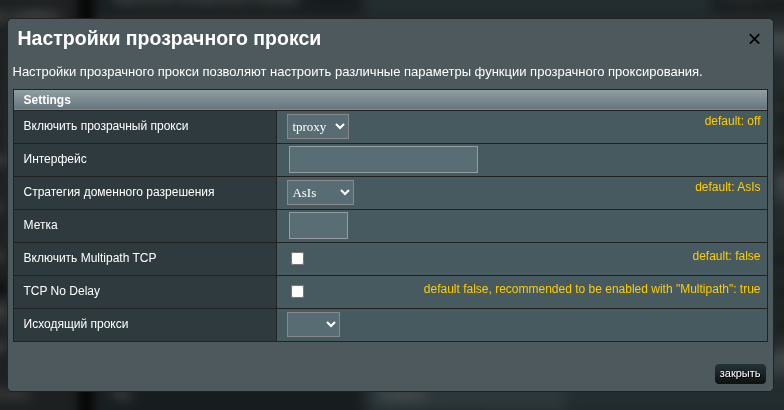 Настройки прозрачного прокси
✕
Настройки прозрачного прокси позволяют настроить различные параметры функции прозрачного проксирования.
Settings
Включить прозрачный прокси tproxy default: off
Интерфейс
Стратегия доменного разрешения AsIs default: AsIs
Метка
Включить Multipath TCP default: false
TCP No Delay default false, recommended to be enabled with "Multipath": true
Исходящий прокси
закрыть